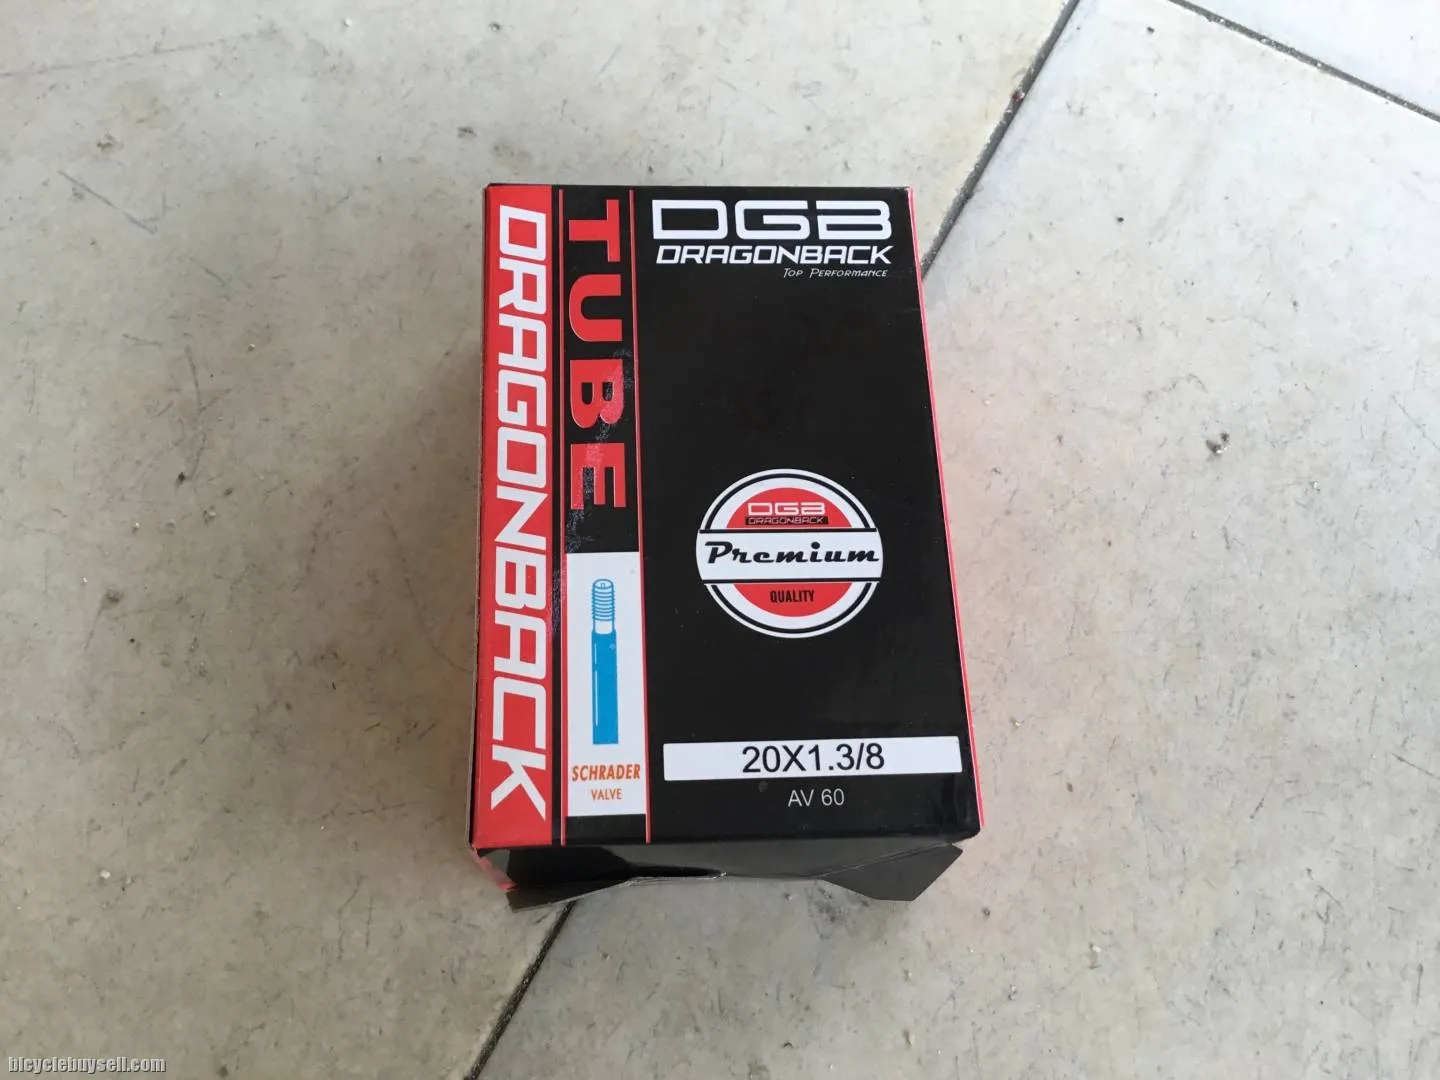 DRAGONBACK
TUBE
DGB
DRAGONBACK
Top Performance
DGB
DRAGONBACK
Premium
QUALITY
SCHRADER
VALVE
20X1.3/8
AV 60
bicyclebuysell.com